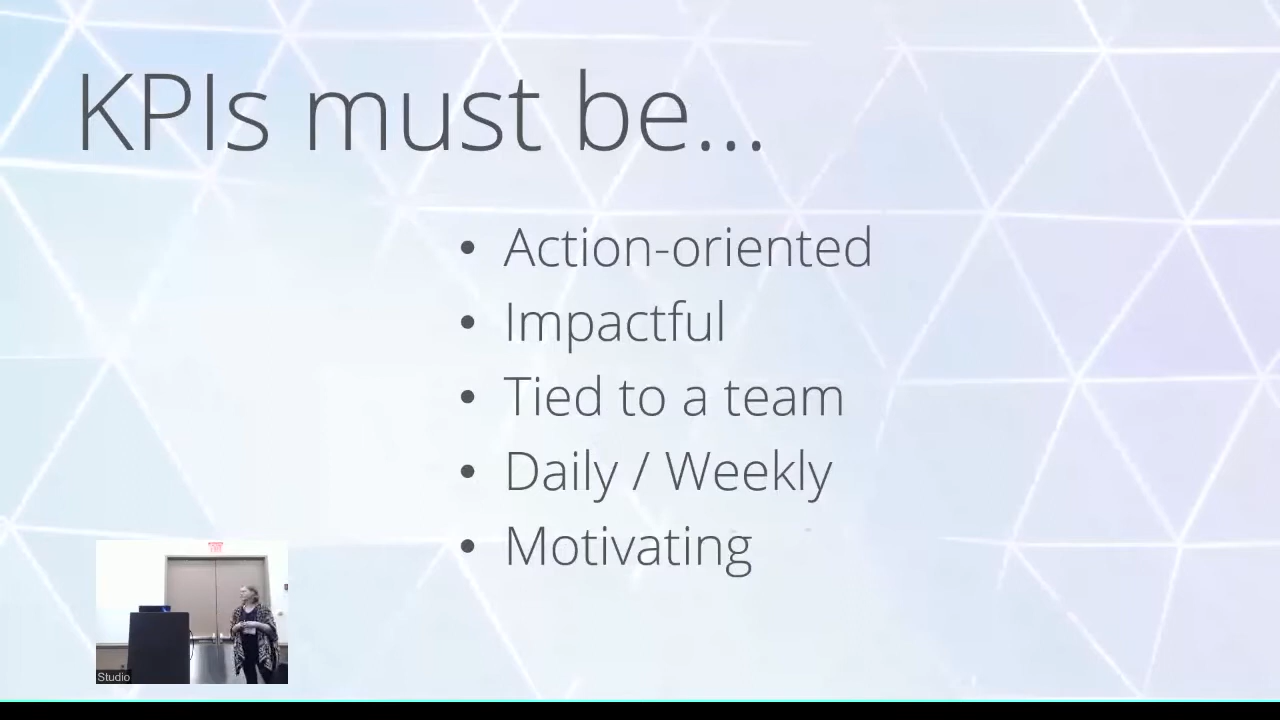 KPIs must be...
• Action-oriented
• Impactful
• Tied to a team
• Daily / Weekly
• Motivating
Studio